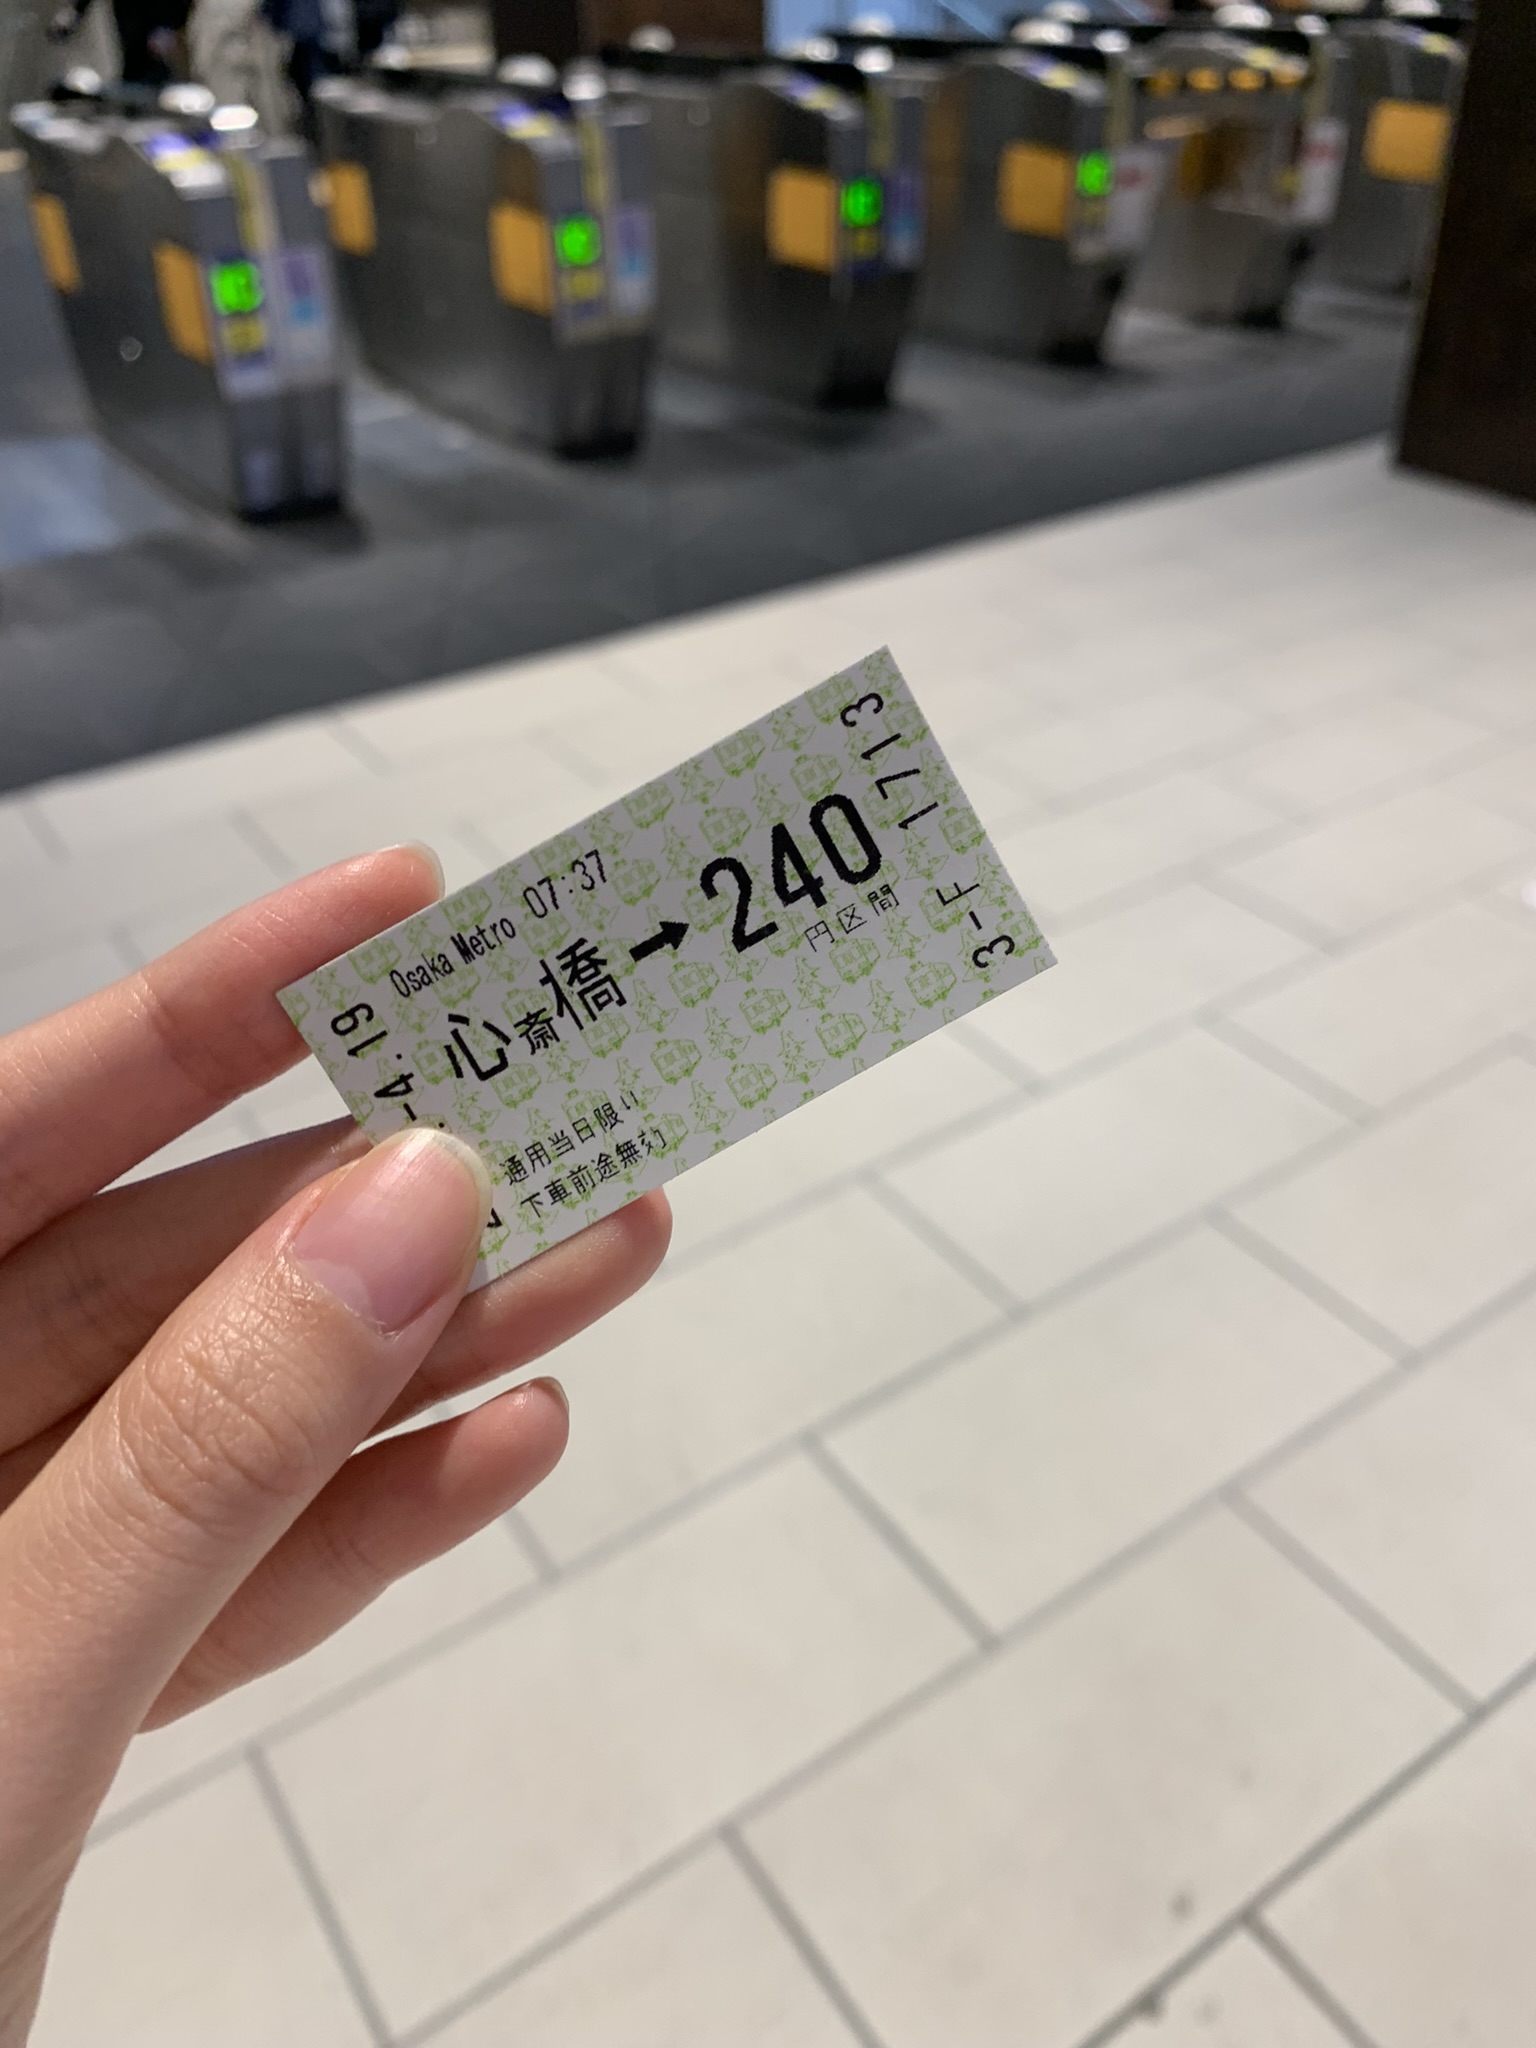 Osaka Metro 07:37
心斎橋→240
円区間
通用当日限り
下車前途無効
-4.19
1713
3-F